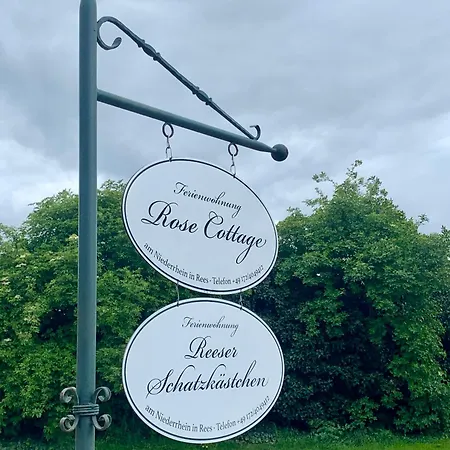 Ferienwohnung
Rose Cottage
am Niederrhein in Rees · Telefon
Ferienwohnung
Reeser
Schatzkästchen
am Niederrhein in Rees · Telefon